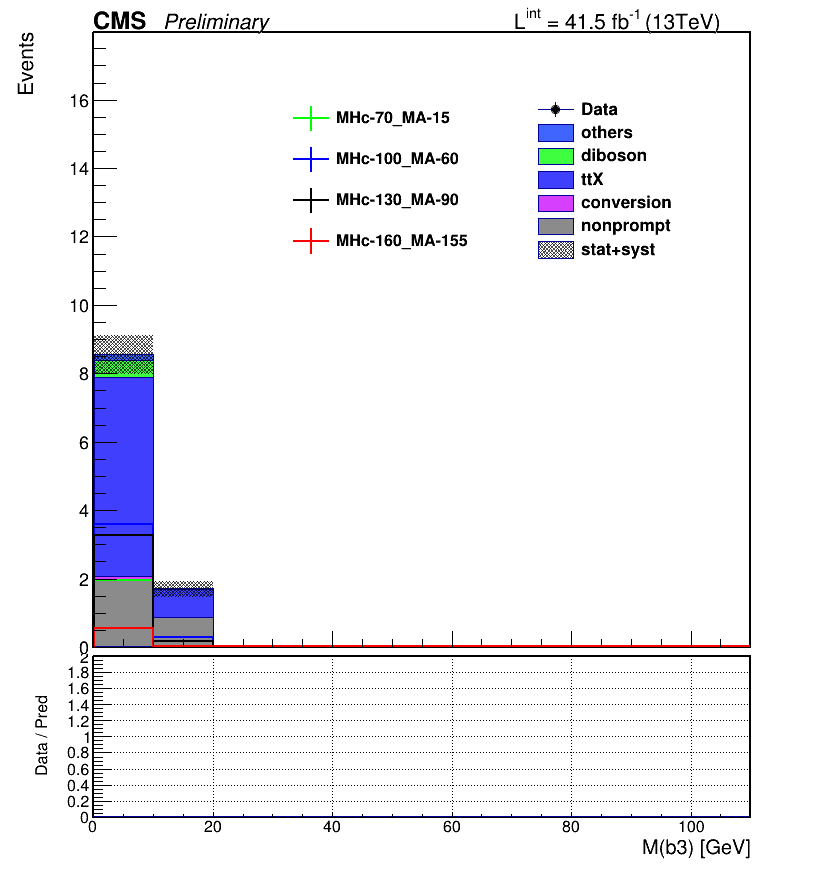 CMS Preliminary L^int = 41.5 fb^-1 (13TeV)
Events
16
14
12
10
8
6
4
2
0
MHc-70_MA-15
MHc-100_MA-60
MHc-130_MA-90
MHc-160_MA-155
Data
others
diboson
ttX
conversion
nonprompt
stat+syst
Data / Pred
2
1.8
1.6
1.4
1.2
1
0.8
0.6
0.4
0.2
0
0 20 40 60 80 100
M(b3) [GeV]